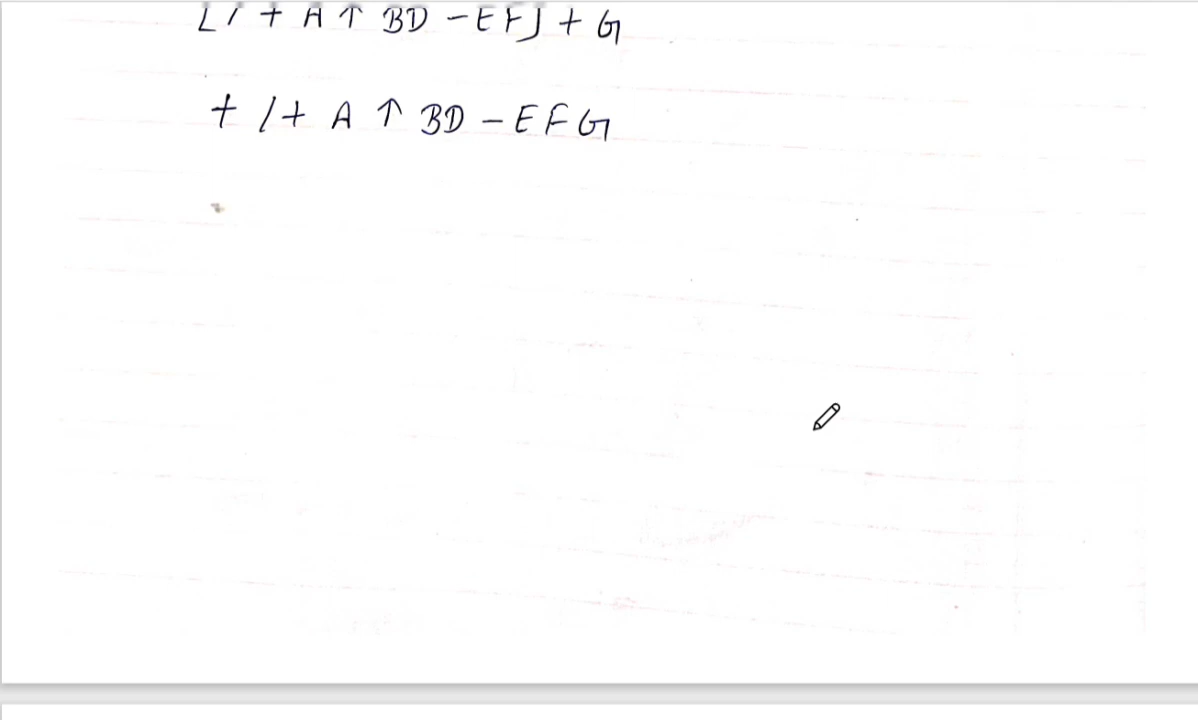 [/ + A ↑ BD - EF] + G
+ / + A ↑ BD - EFG